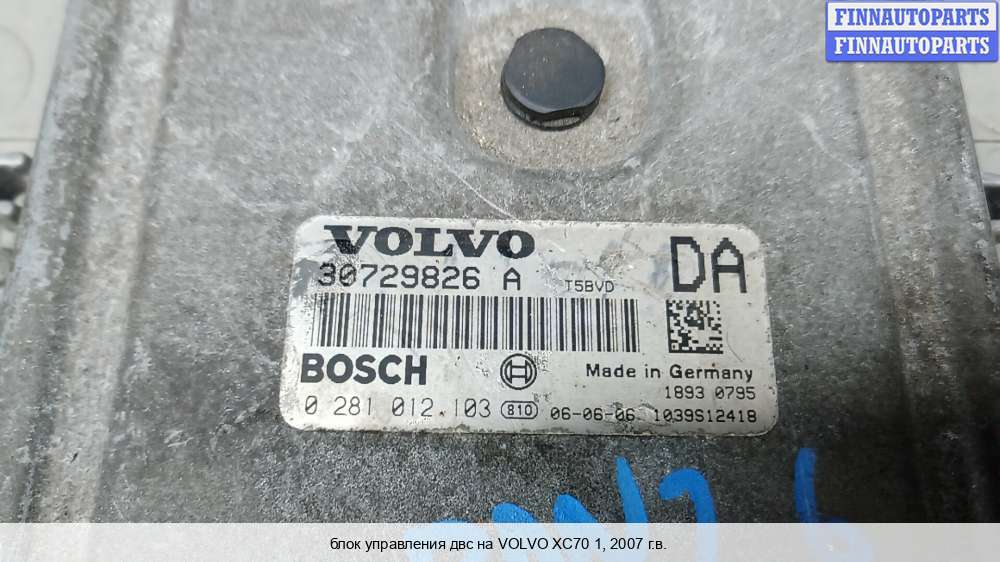 FINNAUTOPARTS
FINNAUTOPARTS
VOLVO
30729826 A T5BVD
DA
BOSCH
Made in Germany
1893 0795
0 281 012 103 810 06-06-06 1039S12418
блок управления двс на VOLVO XC70 1, 2007 г.в.